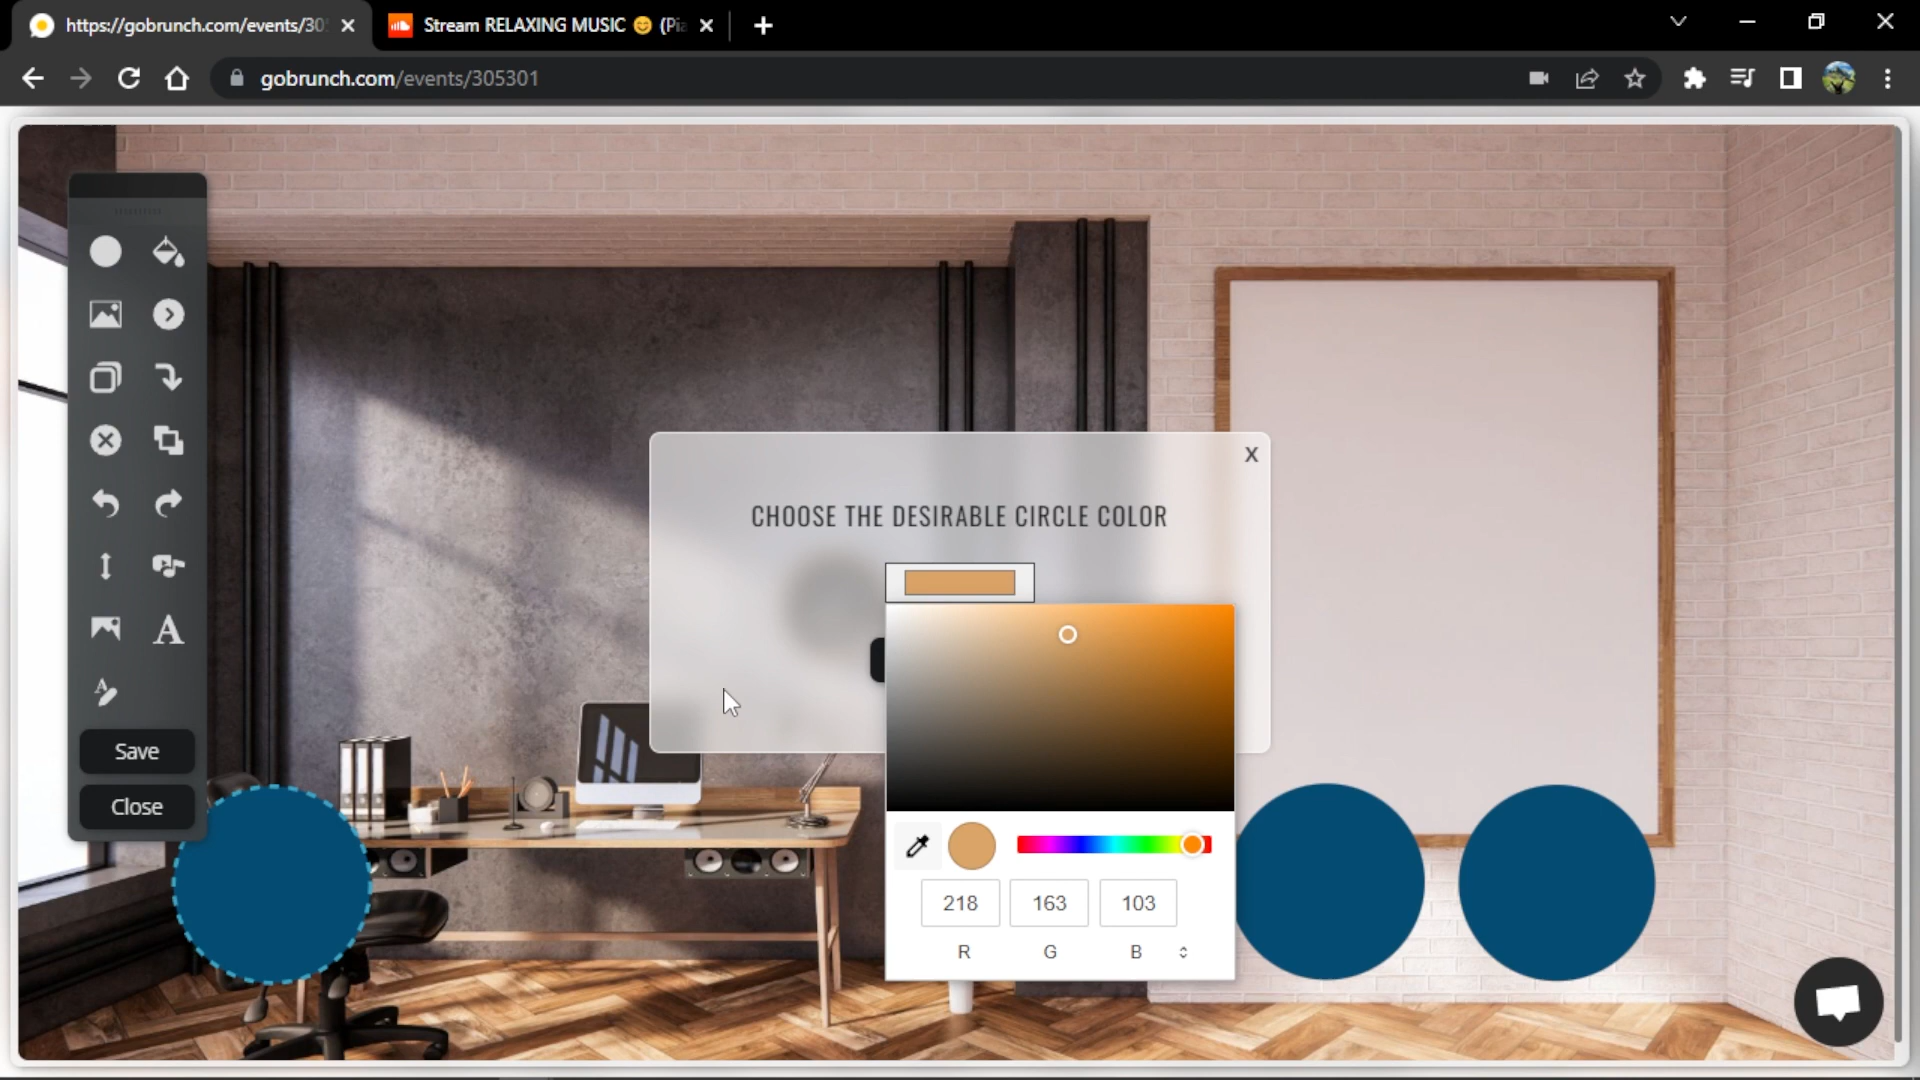 https://gobrunch.com/events/30
Stream RELAXING MUSIC 😊 (Pia
gobrunch.com/events/305301
X
CHOOSE THE DESIRABLE CIRCLE COLOR
A
A
Save
Close
218 163 103
R G B